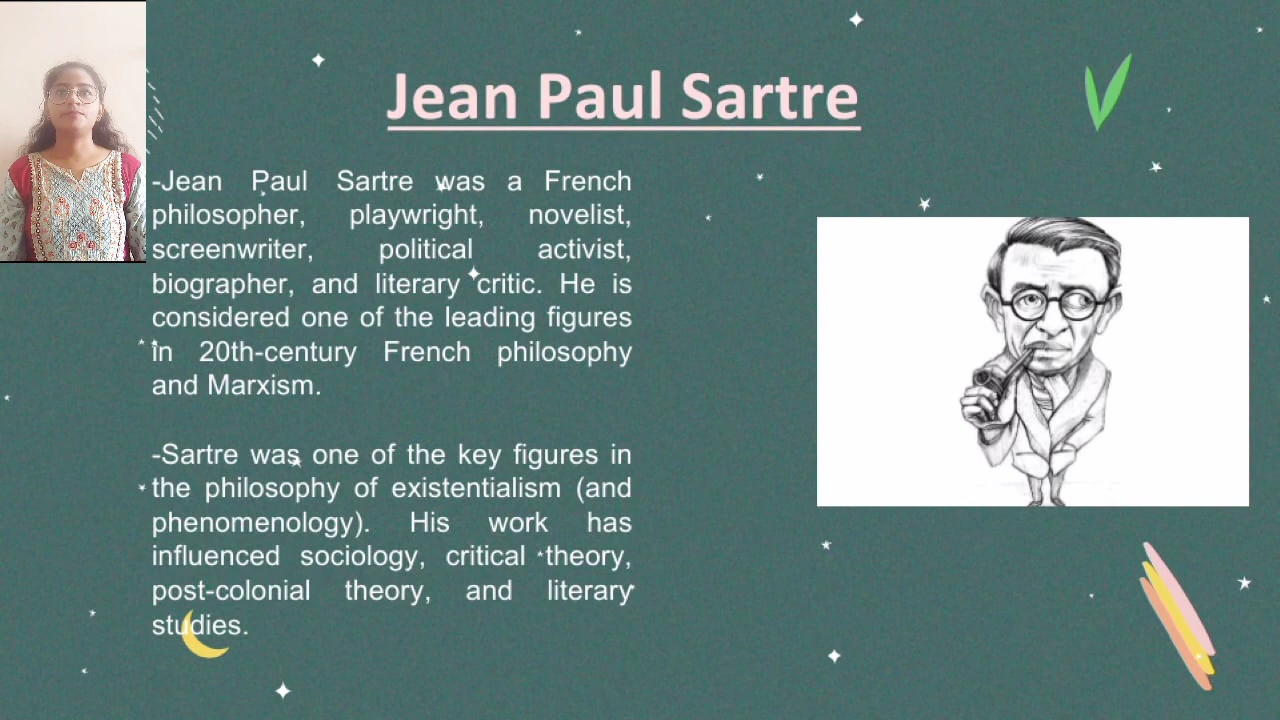 Jean Paul Sartre
-Jean Paul Sartre was a French
philosopher, playwright, novelist,
screenwriter, political activist,
biographer, and literary critic. He is
considered one of the leading figures
in 20th-century French philosophy
and Marxism.
-Sartre was one of the key figures in
the philosophy of existentialism (and
phenomenology). His work has
influenced sociology, critical theory,
post-colonial theory, and literary
studies.